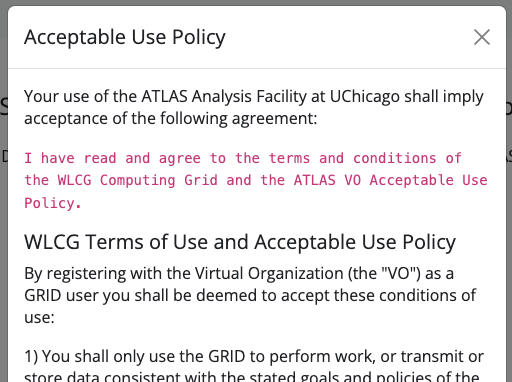 Acceptable Use Policy
Your use of the ATLAS Analysis Facility at UChicago shall imply
acceptance of the following agreement:
I have read and agree to the terms and conditions of
the WLCG Computing Grid and the ATLAS VO Acceptable Use
Policy.
WLCG Terms of Use and Acceptable Use Policy
By registering with the Virtual Organization (the "VO") as a
GRID user you shall be deemed to accept these conditions of
use:
1) You shall only use the GRID to perform work, or transmit or
store data consistent with the stated goals and policies of the